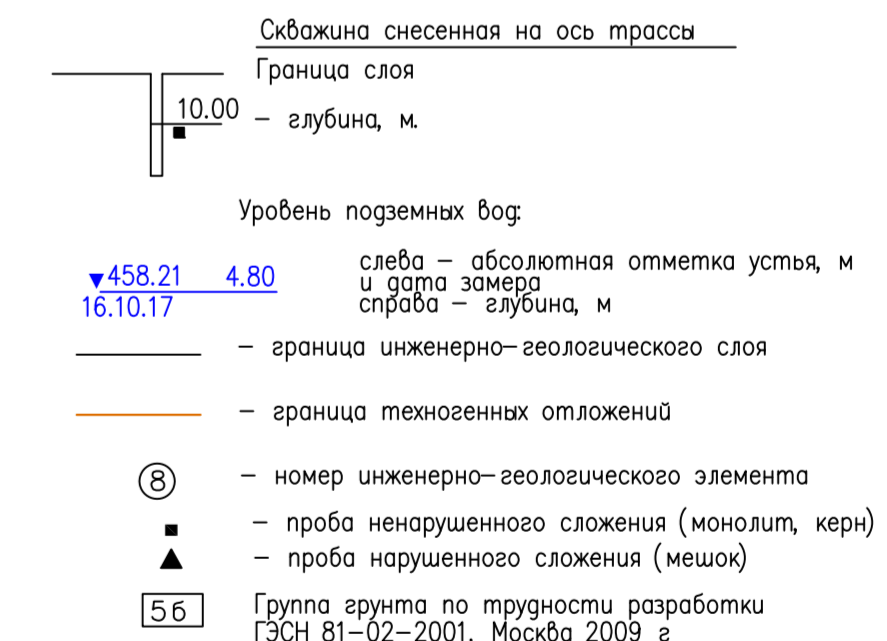 Скважина снесенная на ось трассы
Граница слоя
10.00 – глубина, м.
Уровень подземных вод:
слева – абсолютная отметка устья, м
▼458.21 4.80 и дата замера
16.10.17 справа – глубина, м
– граница инженерно–геологического слоя
– граница техногенных отложений
8 – номер инженерно–геологического элемента
– проба ненарушенного сложения (монолит, керн)
– проба нарушенного сложения (мешок)
5б Группа грунта по трудности разработки
ГЭСН 81–02–2001. Москва 2009 г